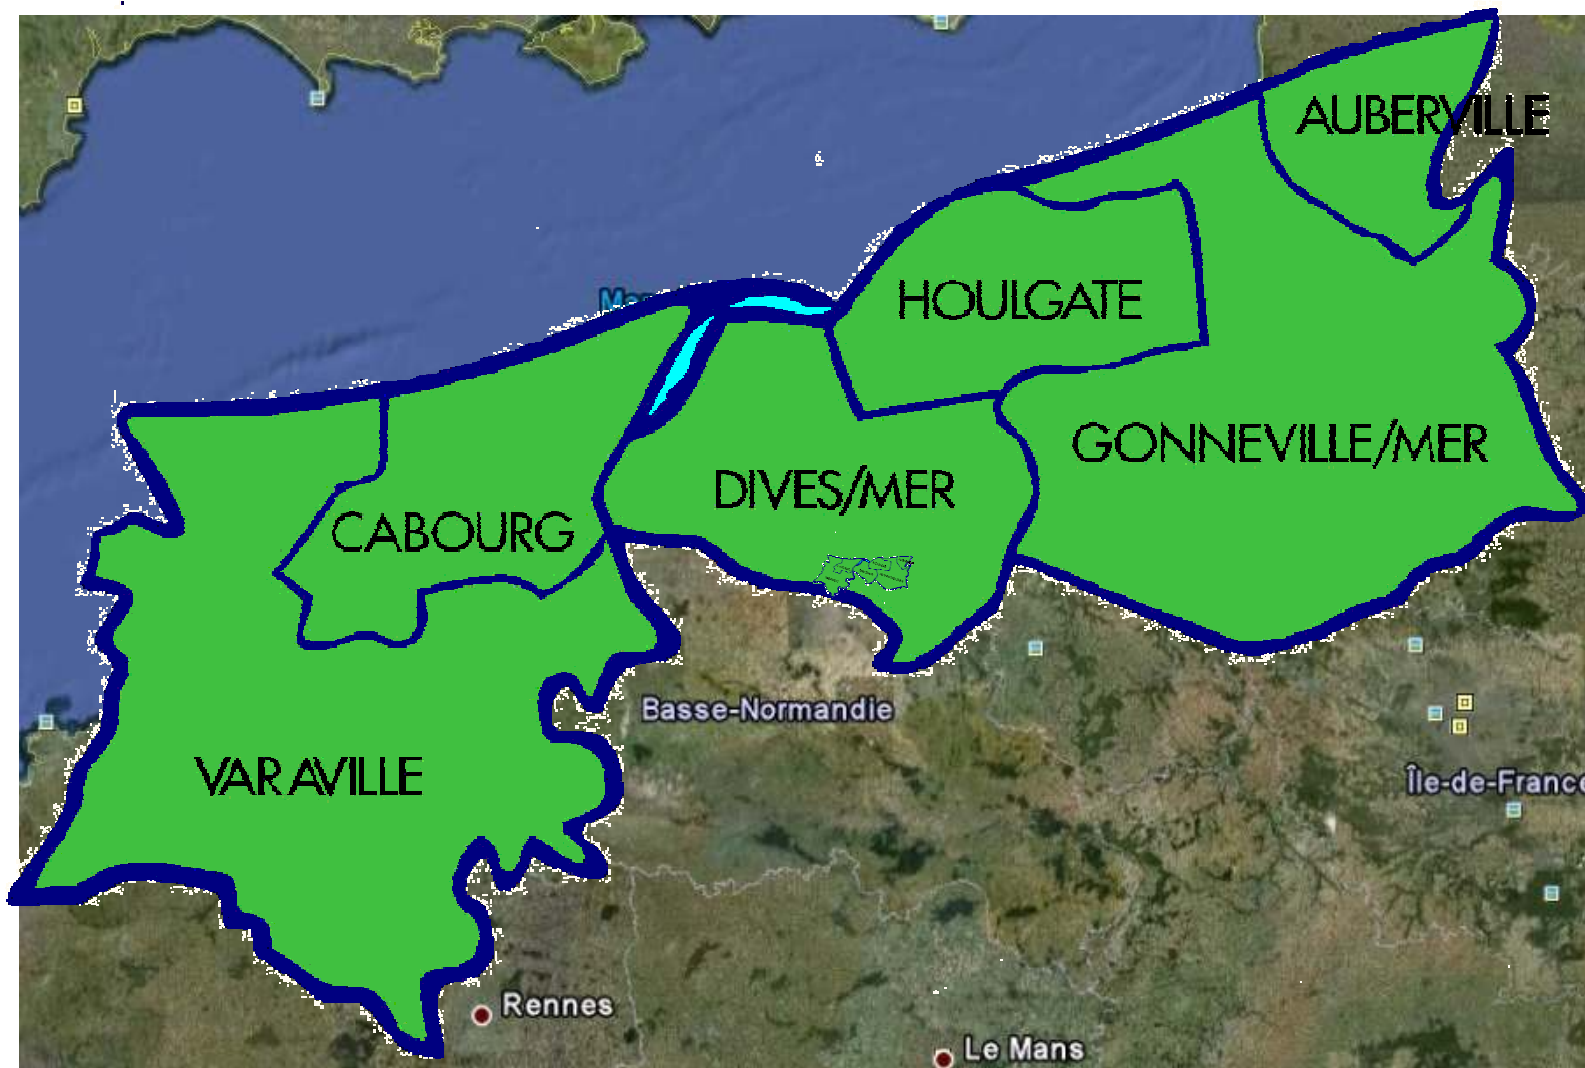 AUBERVILLE
HOULGATE
GONNEVILLE/MER
DIVES/MER
CABOURG
Basse-Normandie
VARAVILLE
Île-de-France
Rennes
Le Mans